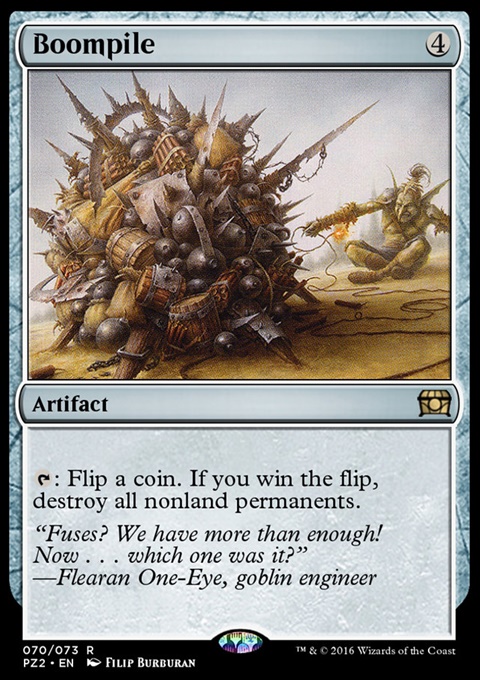 Boompile 4
Artifact
: Flip a coin. If you win the flip,
destroy all nonland permanents.
“Fuses? We have more than enough!
Now . . . which one was it?”
—Flearan One-Eye, goblin engineer
070/073 R
PZ2 • EN Filip Burburan
™ & © 2016 Wizards of the Coast